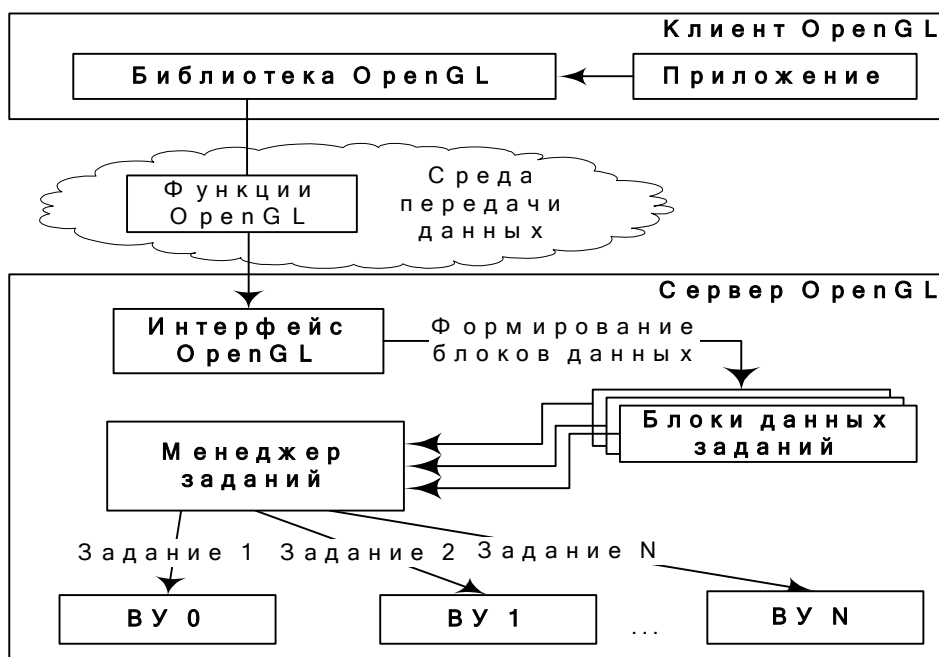 Клиент OpenGL
Библиотека OpenGL
Приложение
Функции
OpenGL
Среда
передачи
данных
Сервер OpenGL
Интерфейс
OpenGL
Формирование
блоков данных
Блоки данных
заданий
Менеджер
заданий
Задание 1
Задание 2
Задание N
ВУ 0
ВУ 1
...
ВУ N